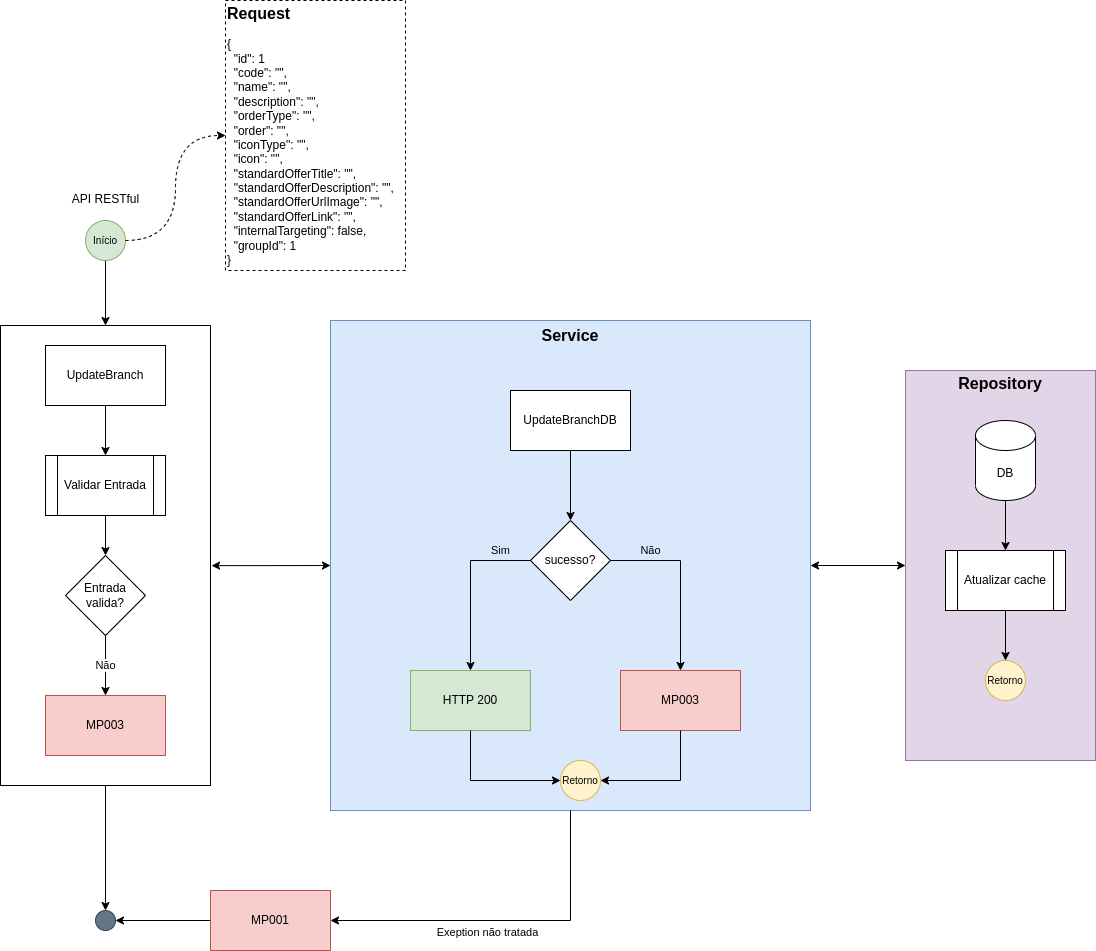 Request
{
"id": 1
"code": "",
"name": "",
"description": "",
"orderType": "",
"order": "",
"iconType": "",
"icon": "",
"standardOfferTitle": "",
"standardOfferDescription": "",
"standardOfferUrlImage": "",
"standardOfferLink": "",
"internalTargeting": false,
"groupId": 1
}
API RESTful
Início
UpdateBranch
Validar Entrada
Entrada
valida?
Não
MP003
Service
UpdateBranchDB
sucesso?
Sim
Não
HTTP 200
MP003
Retorno
Repository
DB
Atualizar cache
Retorno
MP001
Exeption não tratada